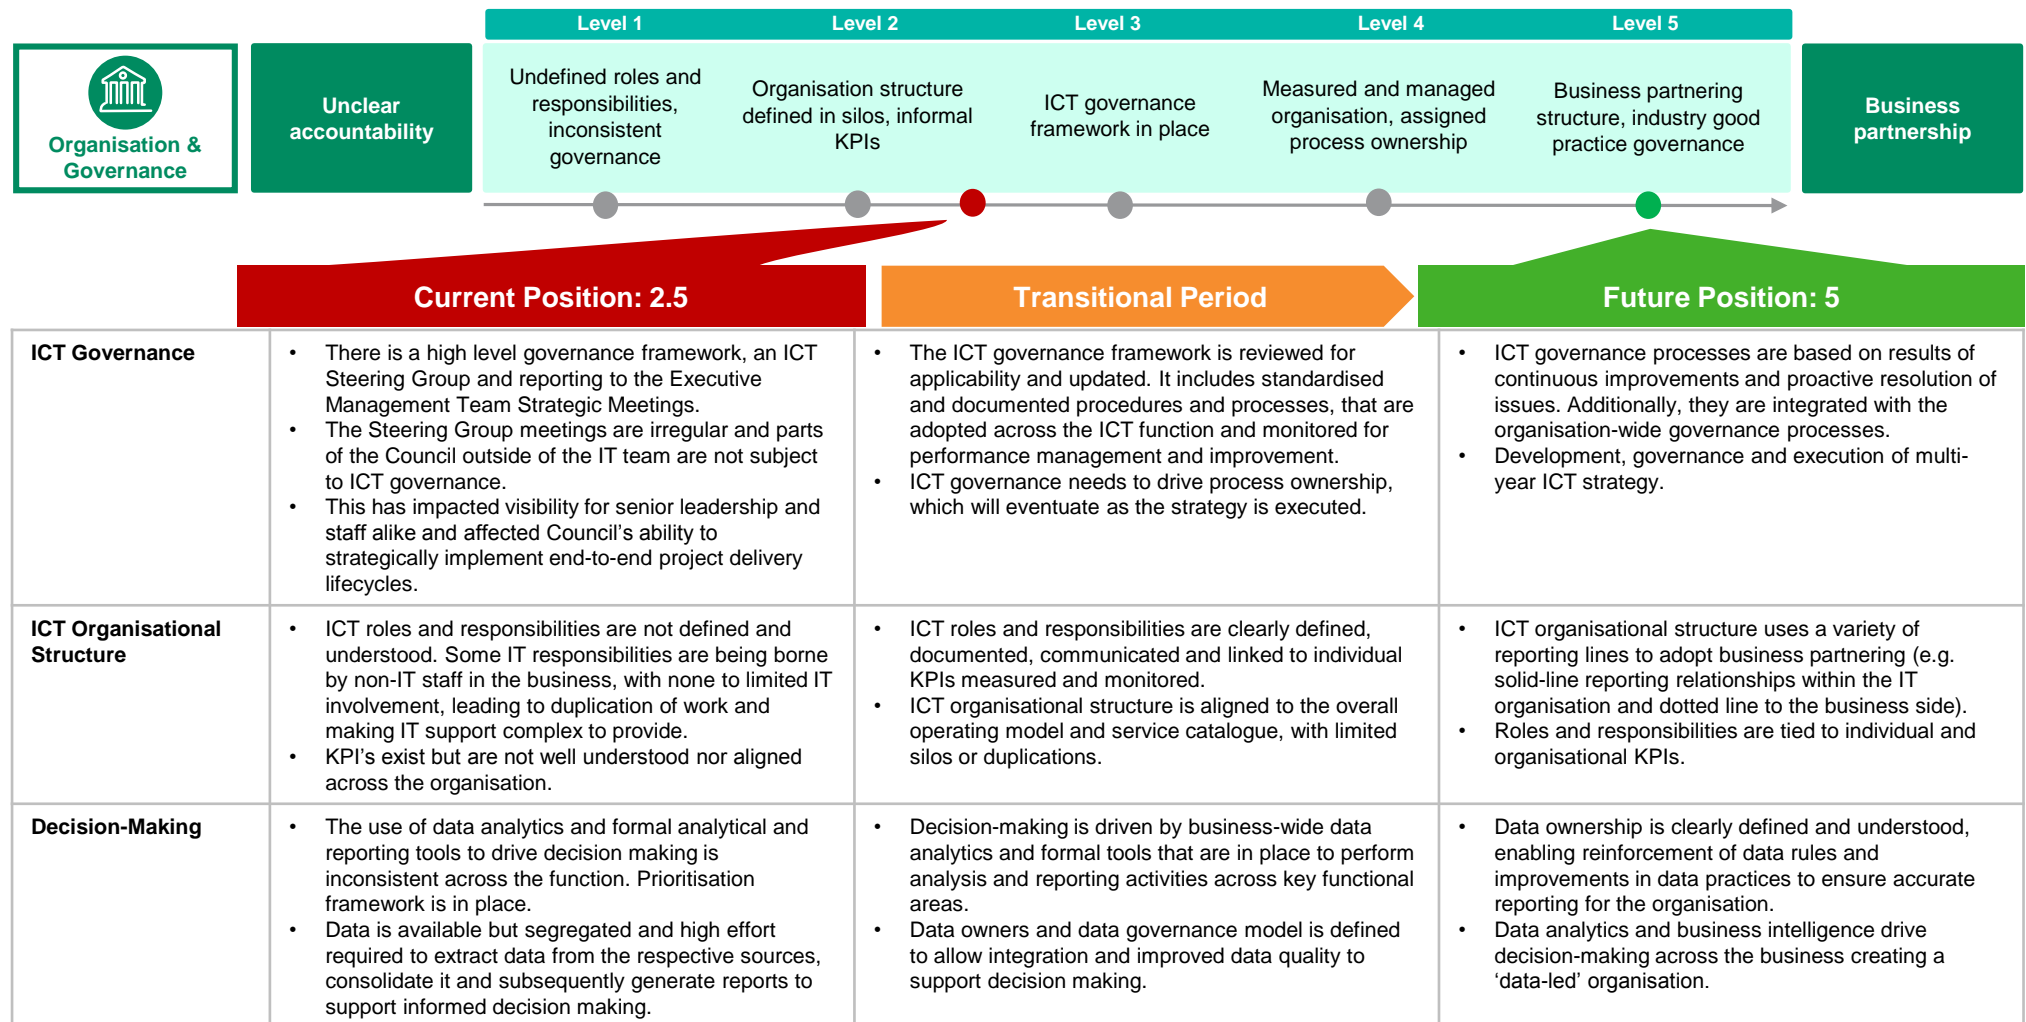 Level 1
Level 2
Level 3
Level 4
Level 5
Organisation &
Governance
Unclear
accountability
Undefined roles and
responsibilities,
inconsistent
governance
Organisation structure
defined in silos, informal
KPIs
ICT governance
framework in place
Measured and managed
organisation, assigned
process ownership
Business partnering
structure, industry good
practice governance
Business
partnership
Current Position: 2.5
Transitional Period
Future Position: 5
ICT Governance
• There is a high level governance framework, an ICT
Steering Group and reporting to the Executive
Management Team Strategic Meetings.
• The Steering Group meetings are irregular and parts
of the Council outside of the IT team are not subject
to ICT governance.
• This has impacted visibility for senior leadership and
staff alike and affected Council’s ability to
strategically implement end-to-end project delivery
lifecycles.
• The ICT governance framework is reviewed for
applicability and updated. It includes standardised
and documented procedures and processes, that are
adopted across the ICT function and monitored for
performance management and improvement.
• ICT governance needs to drive process ownership,
which will eventuate as the strategy is executed.
• ICT governance processes are based on results of
continuous improvements and proactive resolution of
issues. Additionally, they are integrated with the
organisation-wide governance processes.
• Development, governance and execution of multi-
year ICT strategy.
ICT Organisational
Structure
• ICT roles and responsibilities are not defined and
understood. Some IT responsibilities are being borne
by non-IT staff in the business, with none to limited IT
involvement, leading to duplication of work and
making IT support complex to provide.
• KPI’s exist but are not well understood nor aligned
across the organisation.
• ICT roles and responsibilities are clearly defined,
documented, communicated and linked to individual
KPIs measured and monitored.
• ICT organisational structure is aligned to the overall
operating model and service catalogue, with limited
silos or duplications.
• ICT organisational structure uses a variety of
reporting lines to adopt business partnering (e.g.
solid-line reporting relationships within the IT
organisation and dotted line to the business side).
• Roles and responsibilities are tied to individual and
organisational KPIs.
Decision-Making
• The use of data analytics and formal analytical and
reporting tools to drive decision making is
inconsistent across the function. Prioritisation
framework is in place.
• Data is available but segregated and high effort
required to extract data from the respective sources,
consolidate it and subsequently generate reports to
support informed decision making.
• Decision-making is driven by business-wide data
analytics and formal tools that are in place to perform
analysis and reporting activities across key functional
areas.
• Data owners and data governance model is defined
to allow integration and improved data quality to
support decision making.
• Data ownership is clearly defined and understood,
enabling reinforcement of data rules and
improvements in data practices to ensure accurate
reporting for the organisation.
• Data analytics and business intelligence drive
decision-making across the business creating a
‘data-led’ organisation.